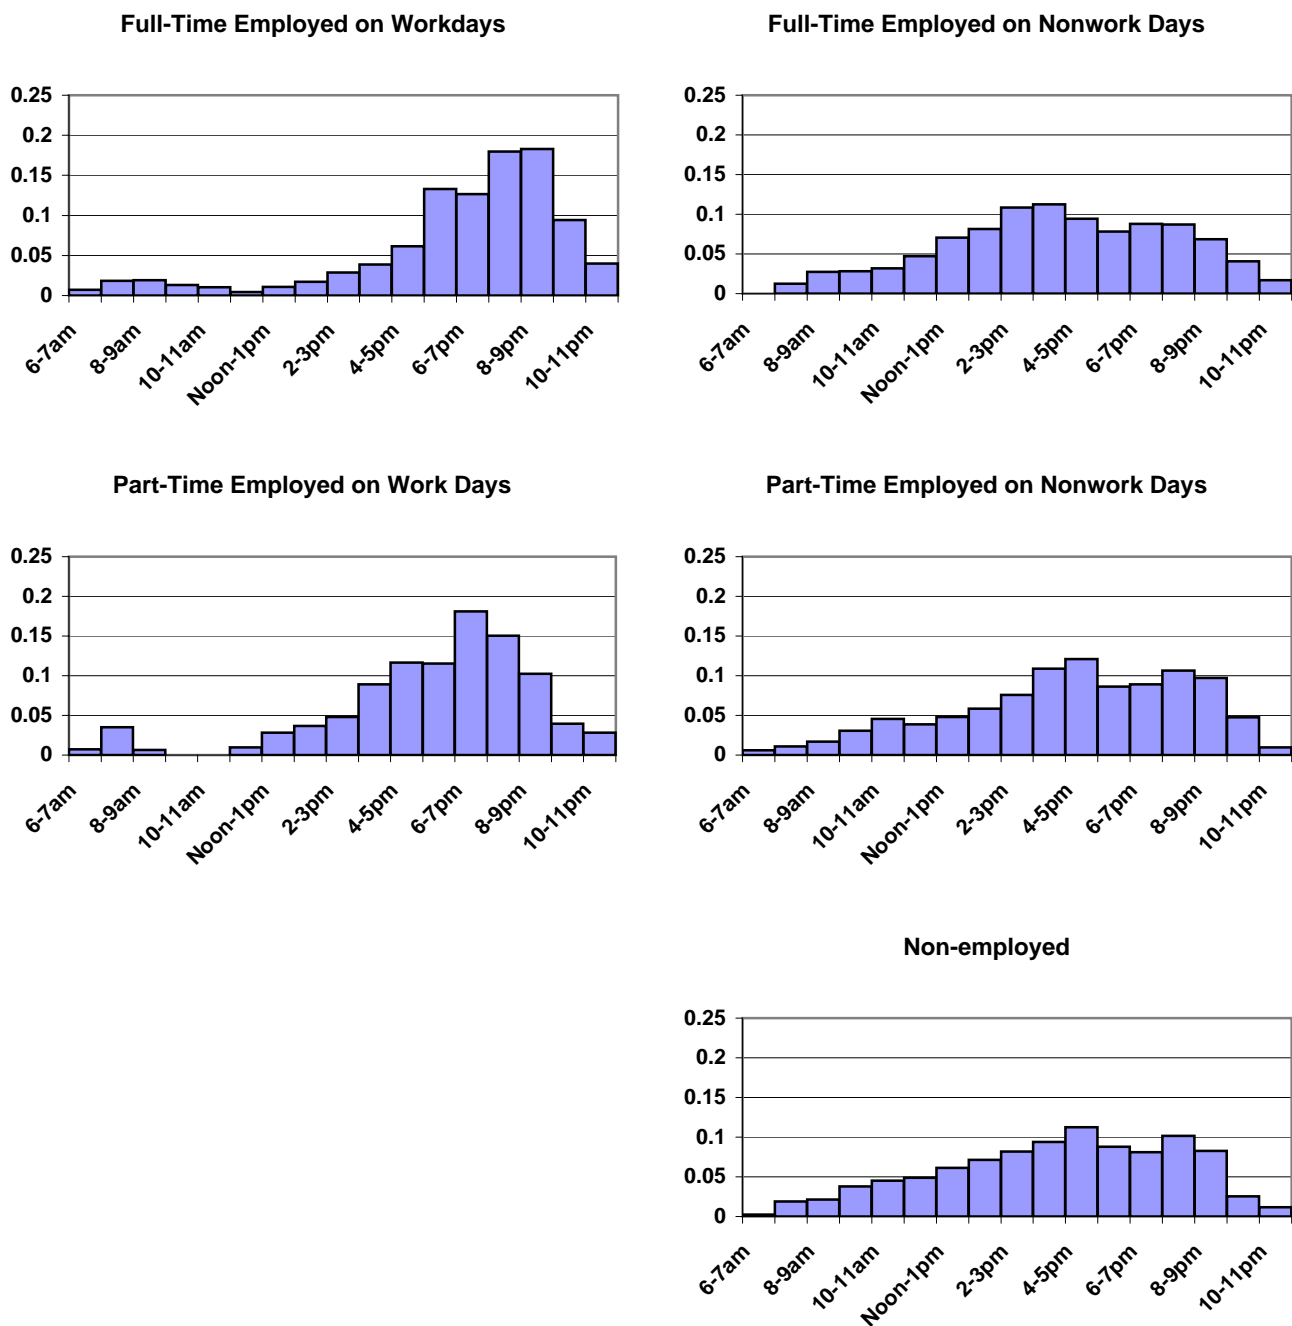 Full-Time Employed on Workdays
0.25
0.2
0.15
0.1
0.05
0
6-7am
8-9am
10-11am
Noon-1pm
2-3pm
4-5pm
6-7pm
8-9pm
10-11pm
Full-Time Employed on Nonwork Days
0.25
0.2
0.15
0.1
0.05
0
6-7am
8-9am
10-11am
Noon-1pm
2-3pm
4-5pm
6-7pm
8-9pm
10-11pm
Part-Time Employed on Work Days
0.25
0.2
0.15
0.1
0.05
0
6-7am
8-9am
10-11am
Noon-1pm
2-3pm
4-5pm
6-7pm
8-9pm
10-11pm
Part-Time Employed on Nonwork Days
0.25
0.2
0.15
0.1
0.05
0
6-7am
8-9am
10-11am
Noon-1pm
2-3pm
4-5pm
6-7pm
8-9pm
10-11pm
Non-employed
0.25
0.2
0.15
0.1
0.05
0
6-7am
8-9am
10-11am
Noon-1pm
2-3pm
4-5pm
6-7pm
8-9pm
10-11pm